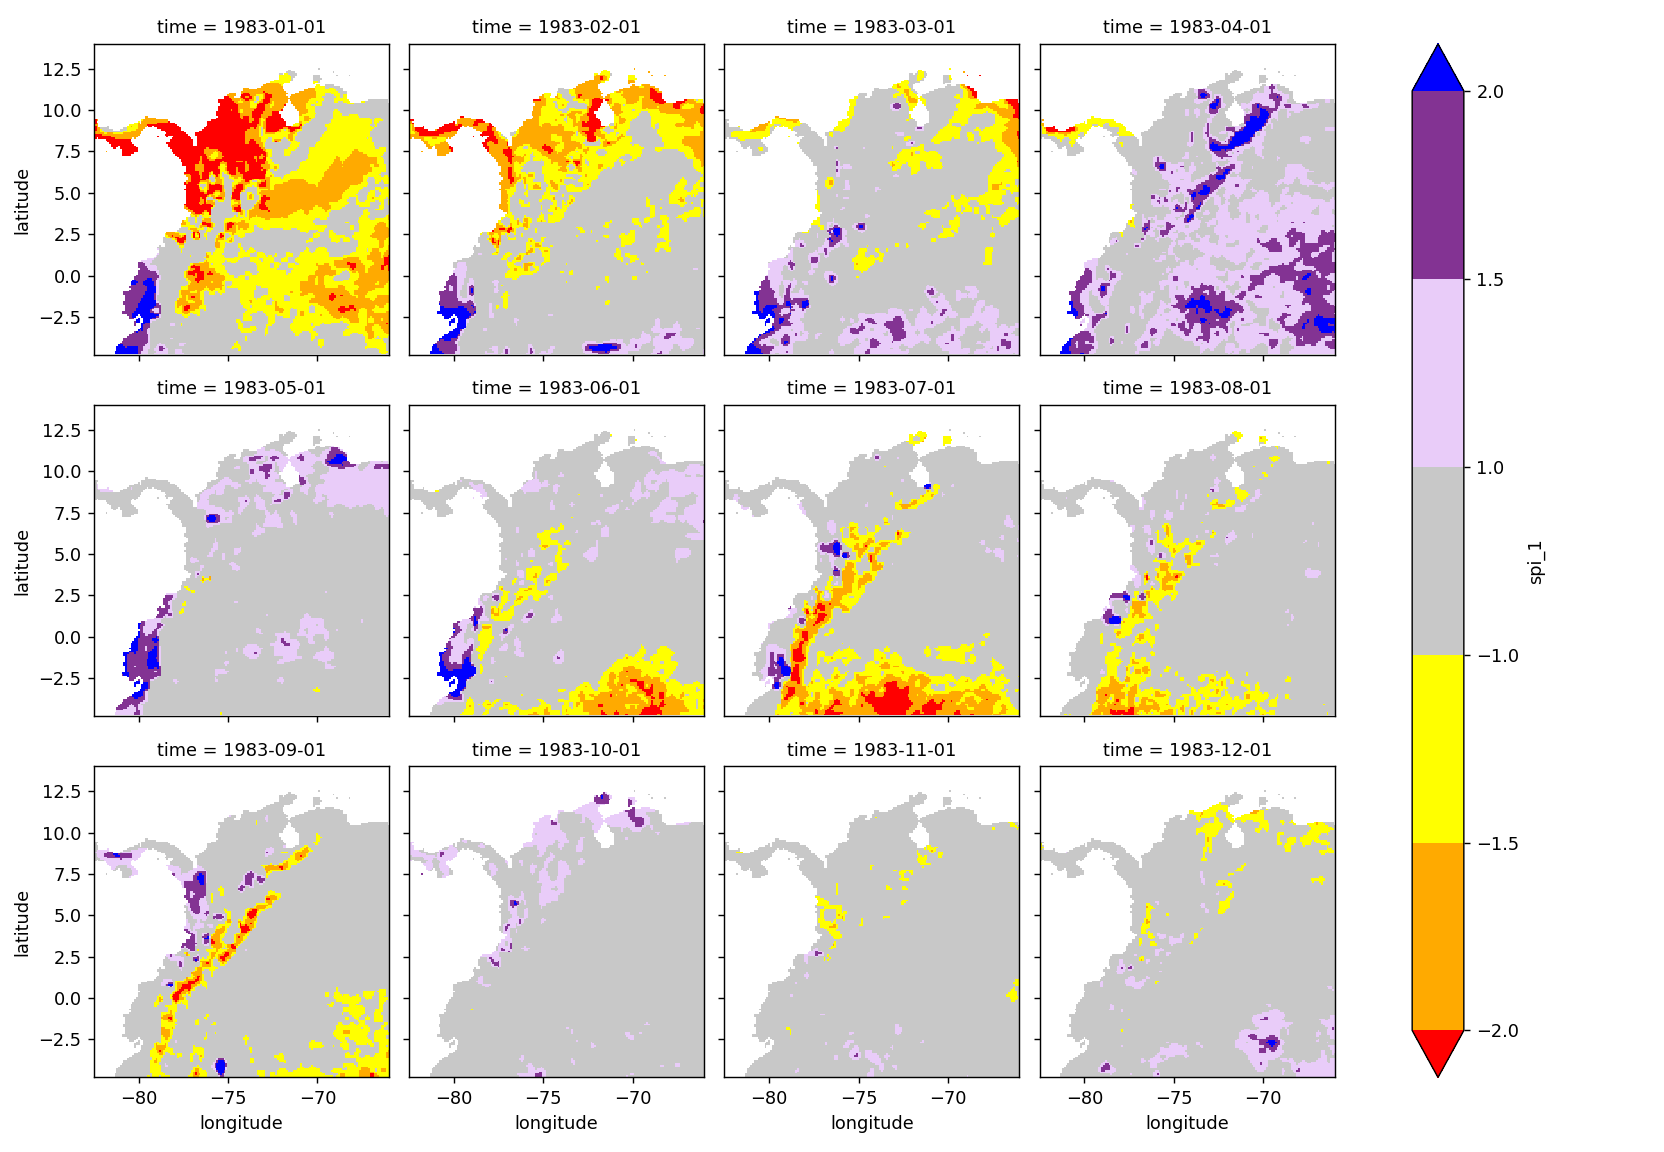 time = 1983-01-01
time = 1983-02-01
time = 1983-03-01
time = 1983-04-01
12.5
10.0
7.5
5.0
2.5
0.0
−2.5
latitude
time = 1983-05-01
time = 1983-06-01
time = 1983-07-01
time = 1983-08-01
12.5
10.0
7.5
5.0
2.5
0.0
−2.5
latitude
time = 1983-09-01
time = 1983-10-01
time = 1983-11-01
time = 1983-12-01
12.5
10.0
7.5
5.0
2.5
0.0
−2.5
latitude
−80 −75 −70
longitude
−80 −75 −70
longitude
−80 −75 −70
longitude
−80 −75 −70
longitude
2.0
1.5
1.0
−1.0
−1.5
−2.0
spi_1